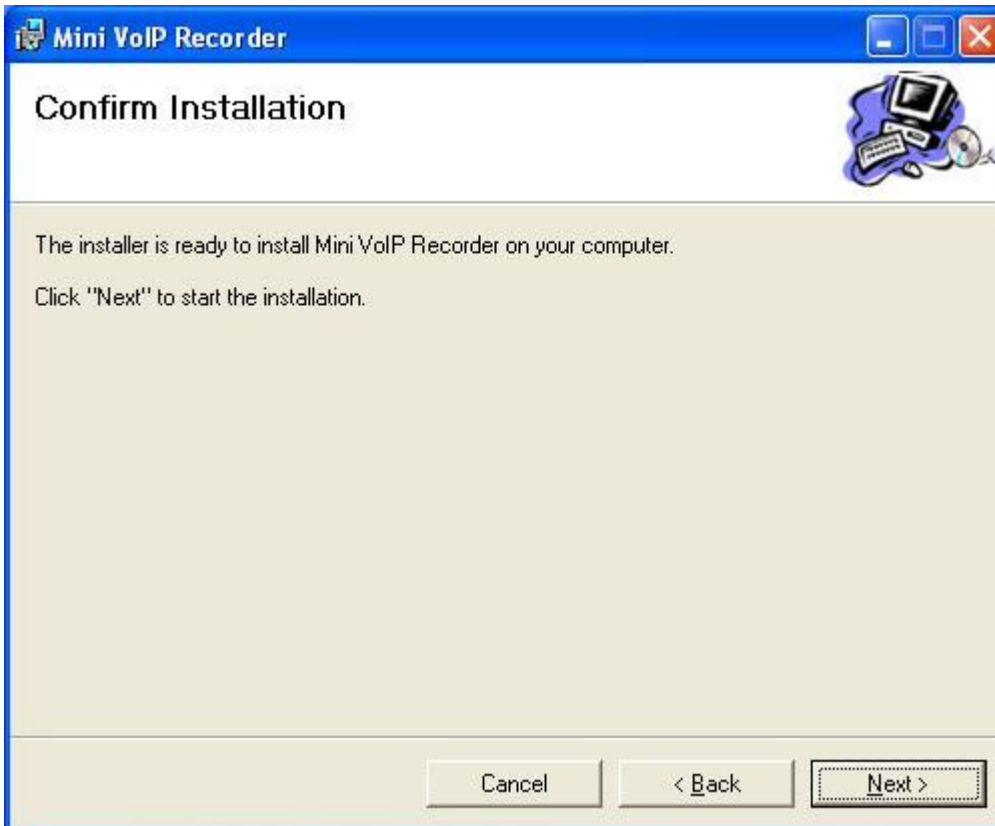 Mini VoIP Recorder
Confirm Installation
The installer is ready to install Mini VoIP Recorder on your computer.
Click "Next" to start the installation.
Cancel
< Back
Next >